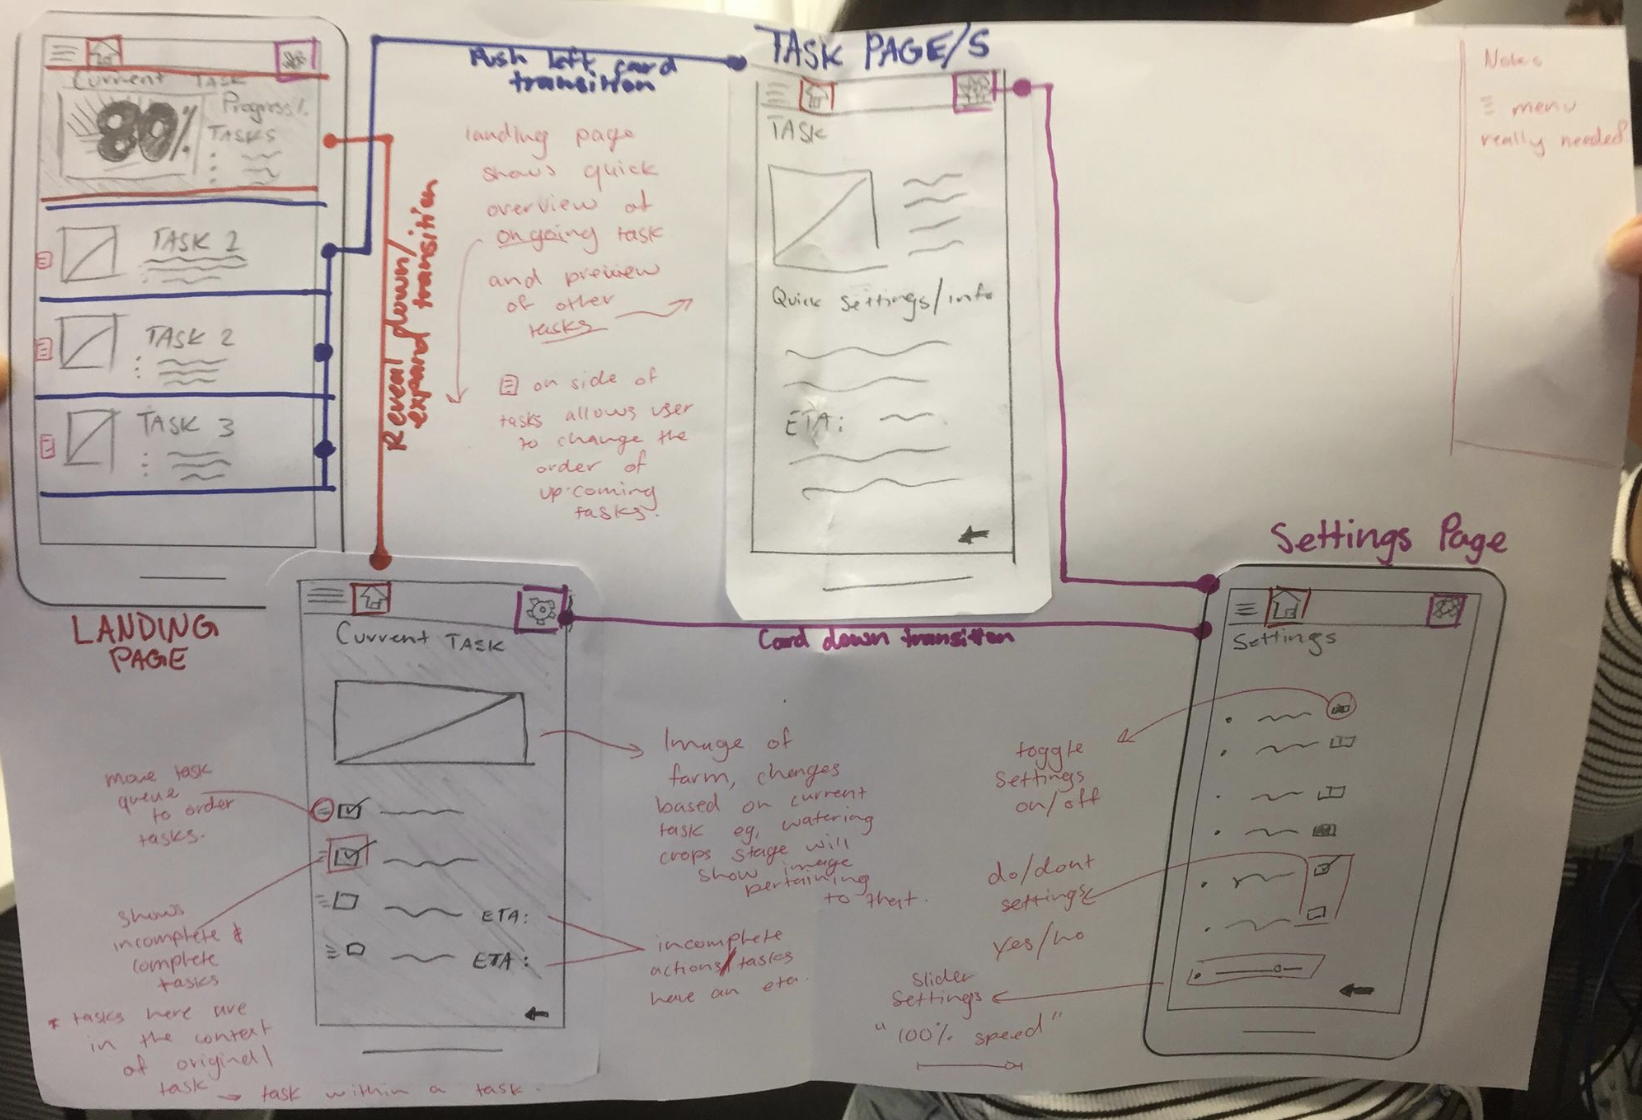 Current Task
80%
Progress%
TASKS
TASK 2
TASK 2
TASK 3
LANDING
PAGE
Push left card
transition
Reveal down/
expand transition
landing page
shows quick
overview of
ongoing task
and preview
of other
tasks
on side of
tasks allows user
to change the
order of
up-coming
tasks.
TASK PAGE/S
TASK
Quick settings/info
ETA:
Notes
menu
really needed
Settings Page
Settings
Card down transition
Current TASK
ETA:
ETA:
move task
queue
to order
tasks.
shows
incomplete &
complete
tasks
* tasks here are
in the context
of original/
task → task within a task.
Image of
farm, changes
based on current
task eg, watering
crops stage will
show image
pertaining
to that.
incomplete
actions/tasks
have an eta.
toggle
settings
on/off
do/dont
settings
yes/no
slider
settings
"100% speed"